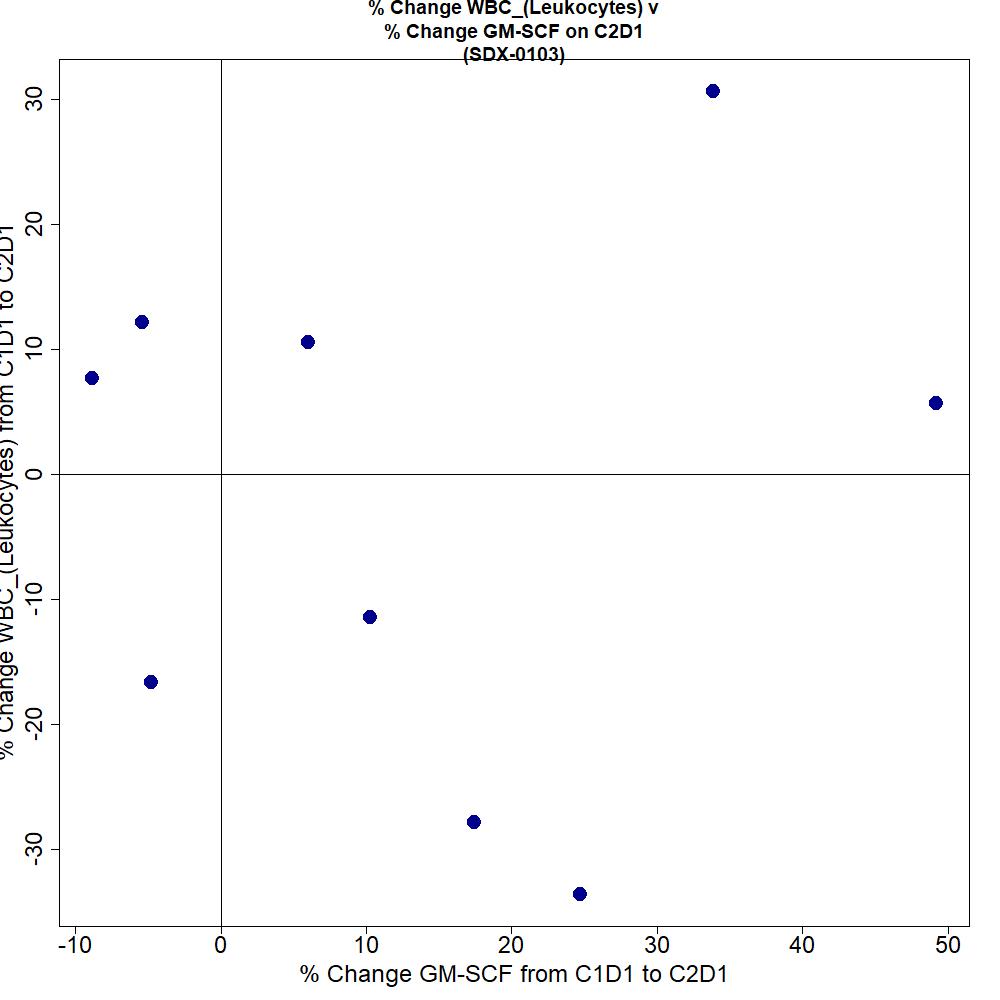 % Change WBC_(Leukocytes) v
% Change GM-SCF on C2D1
(SDX-0103)
% Change WBC_(Leukocytes) from C1D1 to C2D1
30
20
10
0
-10
-20
-30
-10 0 10 20 30 40 50
% Change GM-SCF from C1D1 to C2D1